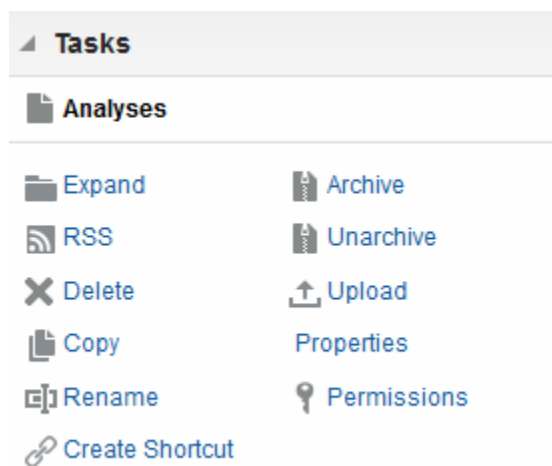 Tasks
Analyses
Expand Archive
RSS Unarchive
Delete Upload
Copy Properties
Rename Permissions
Create Shortcut